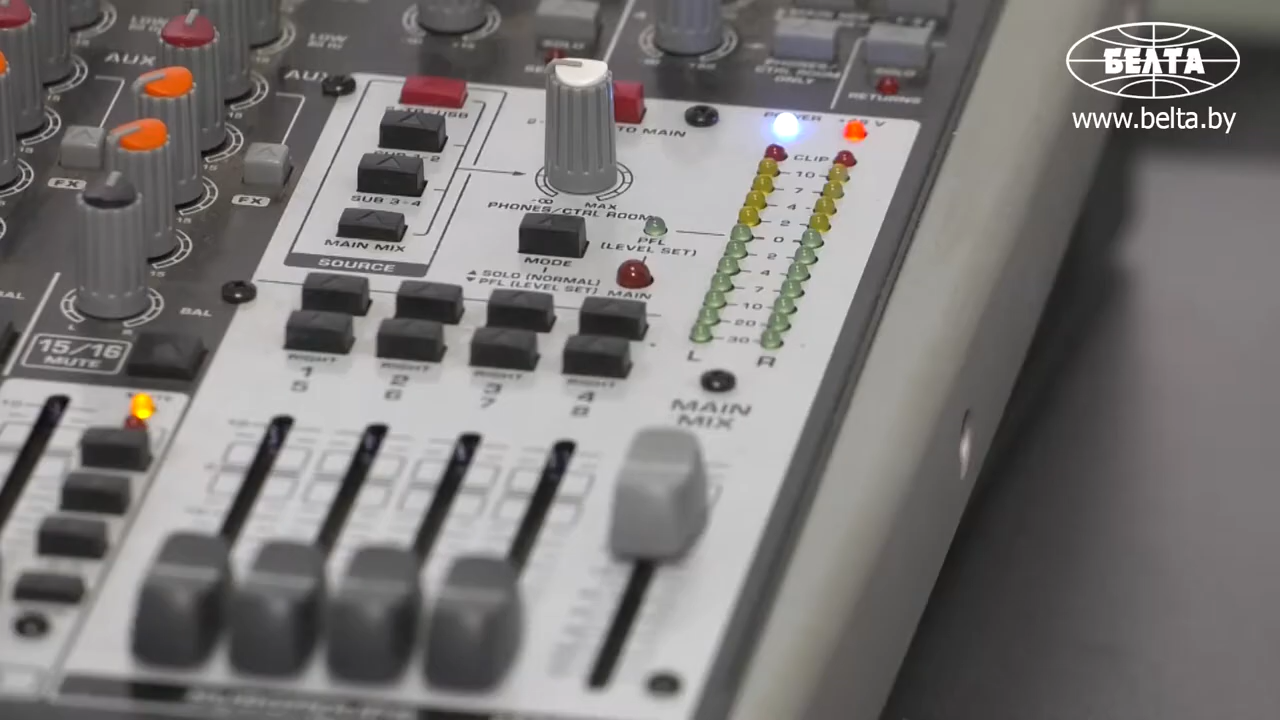 БЕЛТА
www.belta.by
AUX
AUX
RETURNS
POWER
TO MAIN
SUB 3-4
MAIN MIX
SOURCE
-∞ MAX
PHONES/CTRL ROOM
MODE
▲ SOLO (NORMAL)
▼ PFL (LEVEL SET)
PFL
(LEVEL SET)
MAIN
CLIP
10
7
4
2
0
2
4
7
10
20
30
L R
MAIN
MIX
FX
FX
BAL
15/16
MUTE
RIGHT RIGHT RIGHT RIGHT
1 2 3 4
5 6 7 8